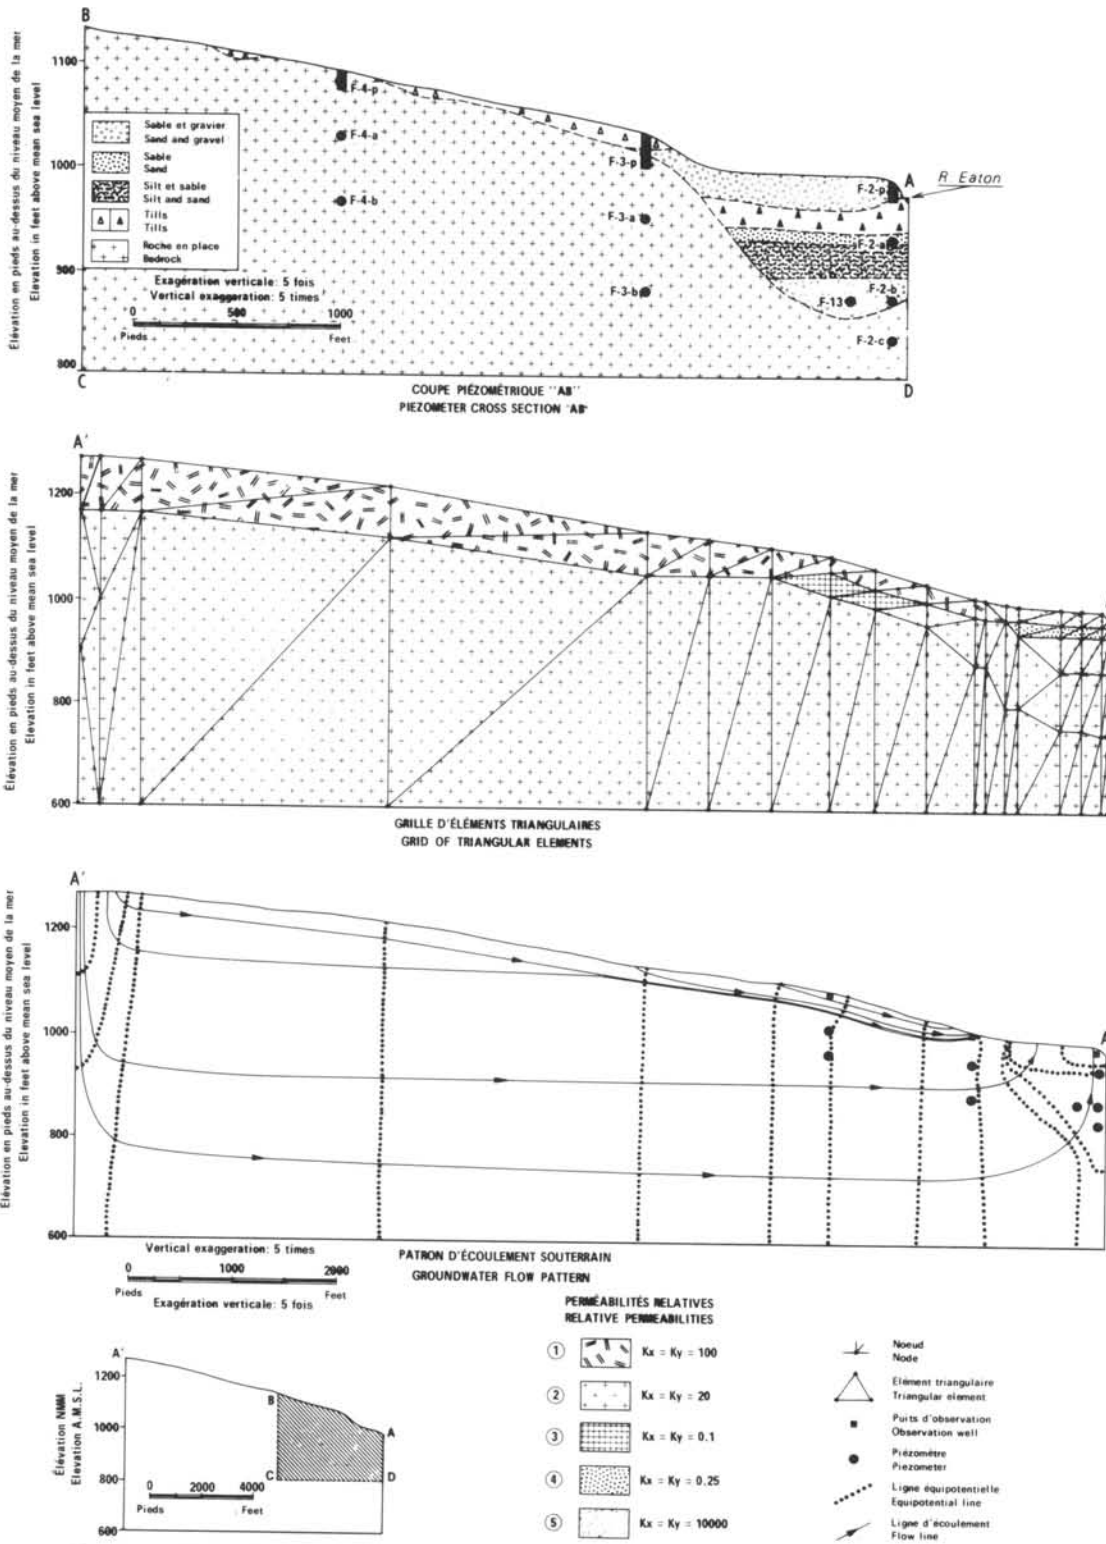 B
Elévation en pieds au-dessus du niveau moyen de la mer
Elevation in feet above mean sea level
1100
1000
900
800
F-4-p
F-4-a
F-4-b
F-3-p
F-3-a
F-3-b
F-2-p
F-2-a
F-2-b
F-13
F-2-c
A
R Eaton
Sable et gravier
Sand and gravel
Sable
Sand
Silt et sable
Silt and sand
Tills
Tills
Roche en place
Bedrock
Exagération verticale: 5 fois
Vertical exaggeration: 5 times
0 500 1000
Pieds Feet
C
D
COUPE PIÉZOMÉTRIQUE "AB"
PIEZOMETER CROSS SECTION "AB"
A'
Elévation en pieds au-dessus du niveau moyen de la mer
Elevation in feet above mean sea level
1200
1000
800
600
GRILLE D'ÉLÉMENTS TRIANGULAIRES
GRID OF TRIANGULAR ELEMENTS
A'
Elévation en pieds au-dessus du niveau moyen de la mer
Elevation in feet above mean sea level
1200
1000
800
600
A
Vertical exaggeration: 5 times
0 1000 2000
Pieds Feet
Exagération verticale: 5 fois
PATRON D'ÉCOULEMENT SOUTERRAIN
GROUNDWATER FLOW PATTERN
A'
Élévation NMM
Elevation A.M.S.L.
1200
1000
800
600
B
A
C
D
0 2000 4000
Pieds Feet
PERMÉABILITÉS RELATIVES
RELATIVE PERMEABILITIES
1 Kx = Ky = 100
2 Kx = Ky = 20
3 Kx = Ky = 0.1
4 Kx = Ky = 0.25
5 Kx = Ky = 10000
Noeud
Node
Elément triangulaire
Triangular element
Puits d'observation
Observation well
Piézomètre
Piezometer
Ligne équipotentielle
Equipotential line
Ligne d'écoulement
Flow line